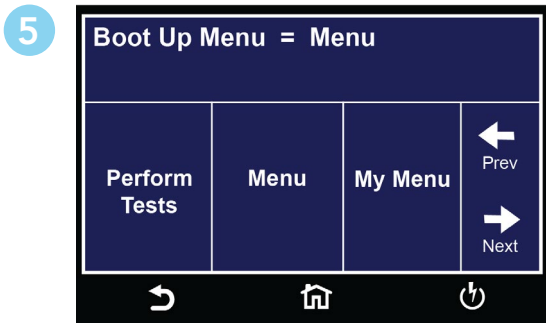 5
Boot Up Menu = Menu
Perform
Tests
Menu
My Menu
Prev
Next